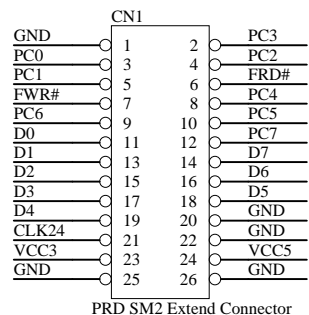 CN1
GND 1 2 PC3
PC0 3 4 PC2
PC1 5 6 FRD#
FWR# 7 8 PC4
PC6 9 10 PC5
D0 11 12 PC7
D1 13 14 D7
D2 15 16 D6
D3 17 18 D5
D4 19 20 GND
CLK24 21 22 GND
VCC3 23 24 VCC5
GND 25 26 GND
PRD SM2 Extend Connector